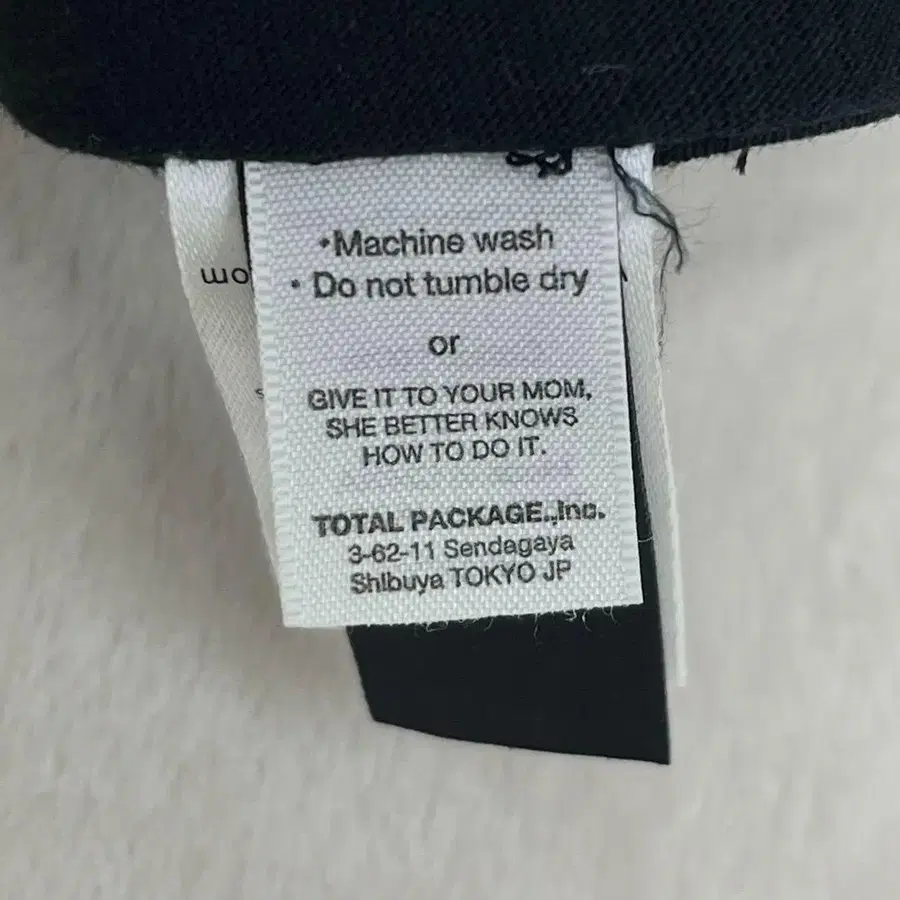 •Machine wash
• Do not tumble dry
or
GIVE IT TO YOUR MOM,
SHE BETTER KNOWS
HOW TO DO IT.
TOTAL PACKAGE.,Inc.
3-62-11 Sendagaya
Shibuya TOKYO JP